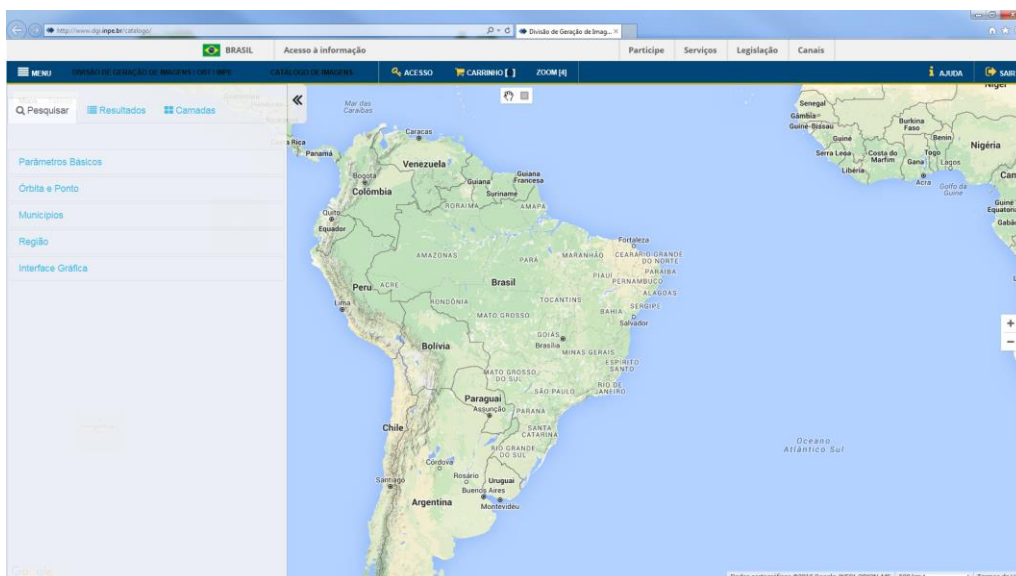 http://www.dgi.inpe.br/catalogo/
Divisão de Geração de Imag...
BRASIL Acesso à informação Participe Serviços Legislação Canais
MENU DIVISÃO DE GERAÇÃO DE IMAGENS | OBT | INPE CATÁLOGO DE IMAGENS ACESSO CARRINHO [ ] ZOOM [4] AJUDA SAIR
Pesquisar Resultados Camadas
Parâmetros Básicos
Órbita e Ponto
Municípios
Região
Interface Gráfica
Mar das
Caraíbas
Caracas
Panamá
Venezuela
Bogotá
Colômbia
Guiana
Guiana
Francesa
Suriname
RORAIMA
AMAPÁ
Quito
Equador
AMAZONAS
PARÁ
MARANHÃO
Fortaleza
CEARÁ
RIO GRANDE
DO NORTE
PARAÍBA
PIAUÍ
PERNAMBUCO
ALAGOAS
SERGIPE
Peru
ACRE
Brasil
Lima
RONDÔNIA
TOCANTINS
BAHIA
Salvador
MATO GROSSO
GOIÁS
Brasília
Bolívia
MINAS GERAIS
ESPÍRITO
SANTO
MATO GROSSO
DO SUL
RIO DE
JANEIRO
SÃO PAULO
Paraguai
Assunção
PARANÁ
Chile
SANTA
CATARINA
RIO GRANDE
DO SUL
Córdova
Santiago
Rosário
Uruguai
Buenos Aires
Argentina
Montevidéu
Senegal
Gâmbia
Guiné-Bissau
Guiné
Serra Leoa
Costa do
Marfim
Libéria
Burkina
Faso
Benin
Togo
Gana
Lagos
Acra
Nigéria
Golfo da
Guiné
Oceano
Atlântico Sul